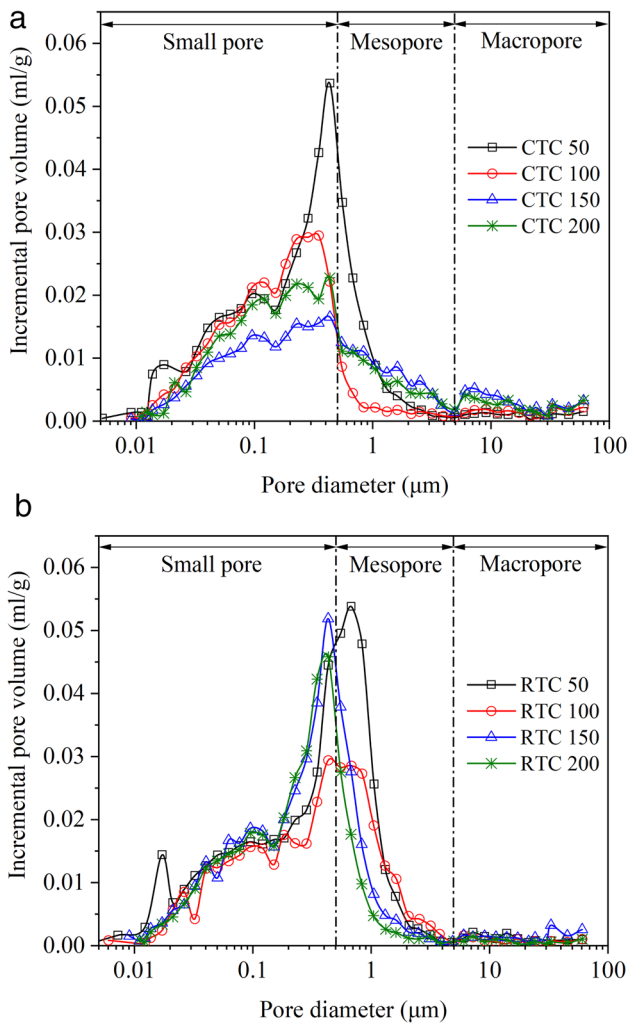 a
Small pore Mesopore Macropore
Incremental pore volume (ml/g)
0.06
0.05
0.04
0.03
0.02
0.01
0.00
CTC 50
CTC 100
CTC 150
CTC 200
0.01 0.1 1 10 100
Pore diameter (μm)
b
Small pore Mesopore Macropore
Incremental pore volume (ml/g)
0.06
0.05
0.04
0.03
0.02
0.01
0.00
RTC 50
RTC 100
RTC 150
RTC 200
0.01 0.1 1 10 100
Pore diameter (μm)